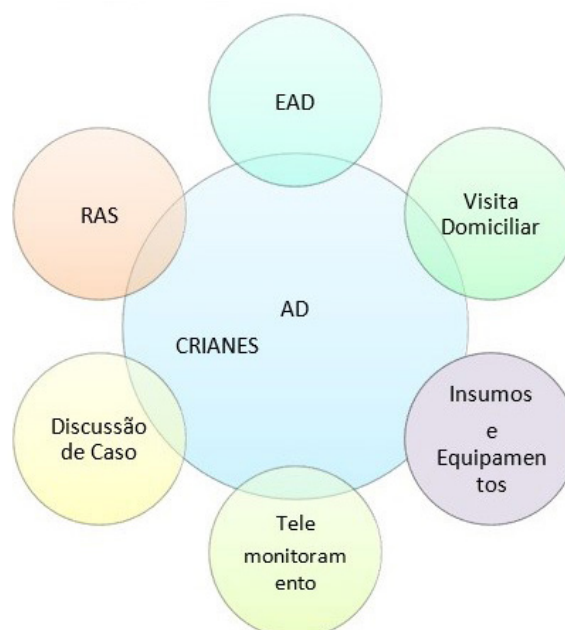 EAD
RAS
Visita
Domiciliar
AD
CRIANES
Discussão
de Caso
Insumos
e
Equipamen
tos
Tele
monitoram
ento